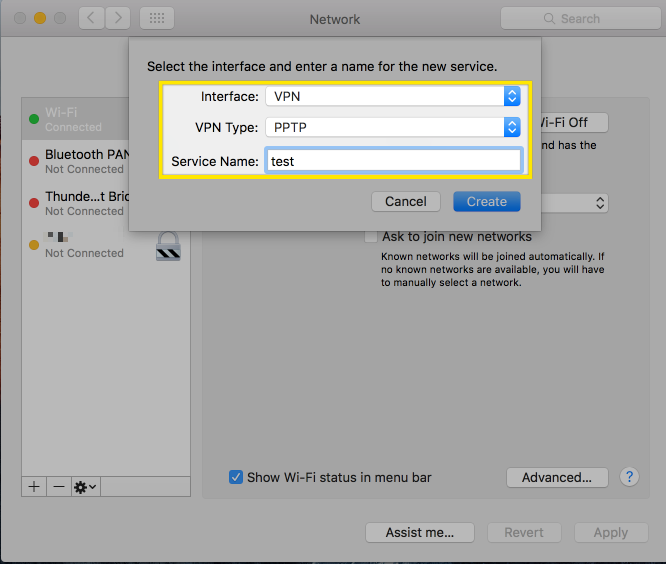 Network
Search
Select the interface and enter a name for the new service.
Interface: VPN
VPN Type: PPTP
Service Name: test
Cancel
Create
Wi-Fi
Connected
Bluetooth PAN
Not Connected
Thunde...t Bri
Not Connected
Not Connected
i-Fi Off
nd has the
Ask to join new networks
Known networks will be joined automatically. If
no known networks are available, you will have
to manually select a network.
Show Wi-Fi status in menu bar
Advanced...
?
Assist me...
Revert
Apply